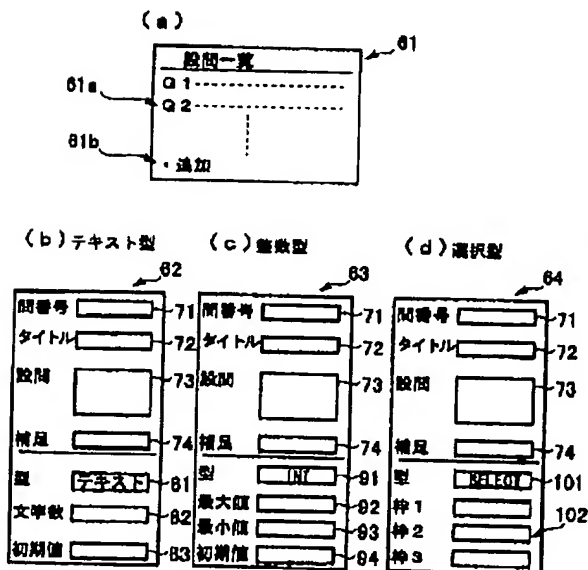 (a)
61
設問一覧
61a
Q1
Q2
61b
・追加
(b)テキスト型
(c)整数型
(d)選択型
62
63
64
問番号 71
タイトル 72
設問 73
補足 74
型 テキスト 81
文字数 82
初期値 83
問番号 71
タイトル 72
設問 73
補足 74
型 INT 91
最大値 92
最小値 93
初期値 94
問番号 71
タイトル 72
設問 73
補足 74
型 SELECT 101
枠1
枠2 102
枠3